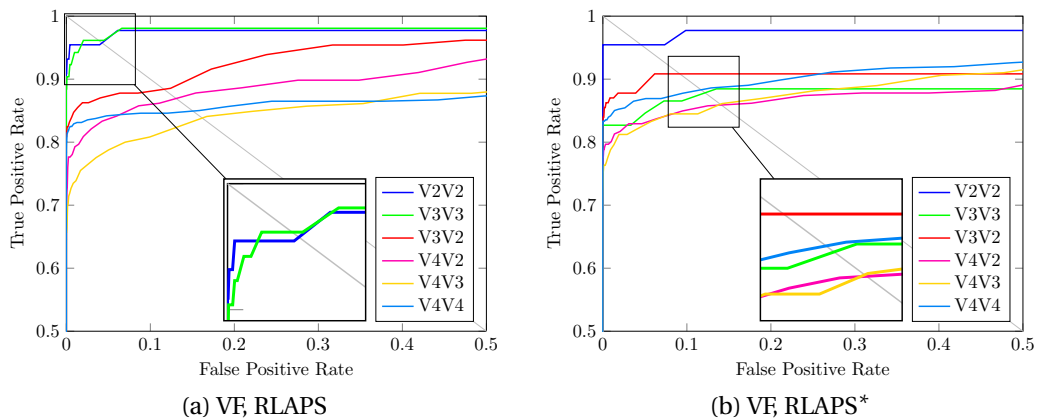 True Positive Rate
1
0.9
0.8
0.7
0.6
0.5
0
0.1
0.2
0.3
0.4
0.5
False Positive Rate
V2V2
V3V3
V3V2
V4V2
V4V3
V4V4
(a) VF, RLAPS
True Positive Rate
1
0.9
0.8
0.7
0.6
0.5
0
0.1
0.2
0.3
0.4
0.5
False Positive Rate
V2V2
V3V3
V3V2
V4V2
V4V3
V4V4
(b) VF, RLAPS*